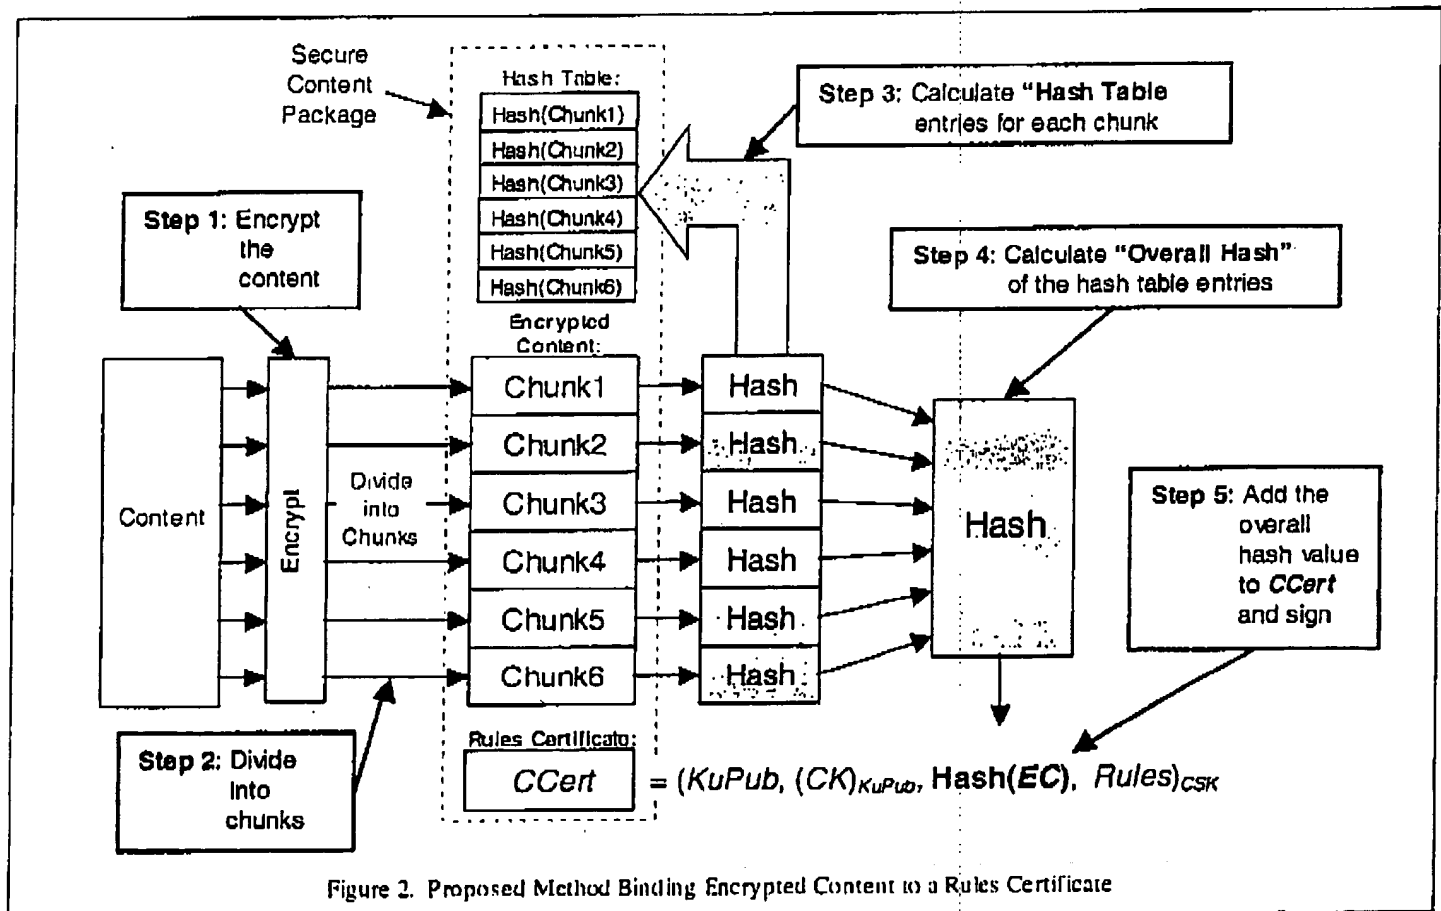 Secure
Content
Package
Hash Table:
Hash(Chunk1)
Hash(Chunk2)
Hash(Chunk3)
Hash(Chunk4)
Hash(Chunk5)
Hash(Chunk6)
Step 3: Calculate "Hash Table
entries for each chunk
Step 1: Encrypt
the
content
Step 4: Calculate "Overall Hash"
of the hash table entries
Encrypted
Content:
Content
Encrypt
Divide
into
Chunks
Chunk1
Chunk2
Chunk3
Chunk4
Chunk5
Chunk6
Hash
Hash
Hash
Hash
Hash
Hash
Hash
Step 5: Add the
overall
hash value
to CCert
and sign
Step 2: Divide
into
chunks
Rules Certificate:
CCert = (KuPub, (CK)KuPub, Hash(EC), Rules)CSK
Figure 2. Proposed Method Binding Encrypted Content to a Rules Certificate